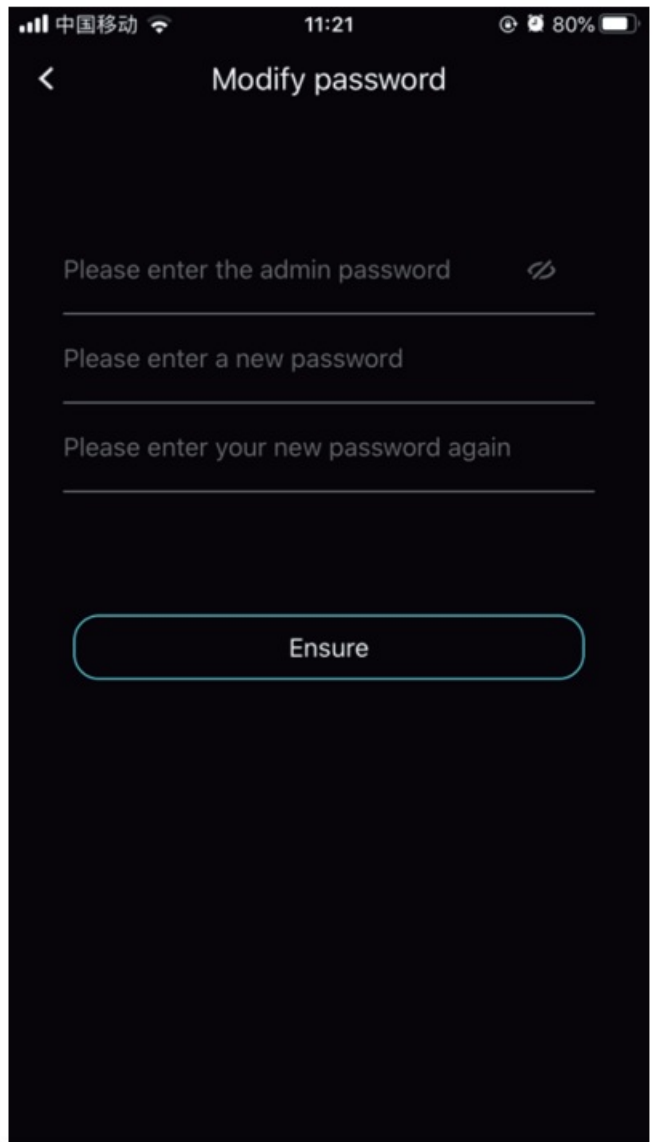 中国移动 11:21 80%
Modify password
Please enter the admin password
Please enter a new password
Please enter your new password again
Ensure